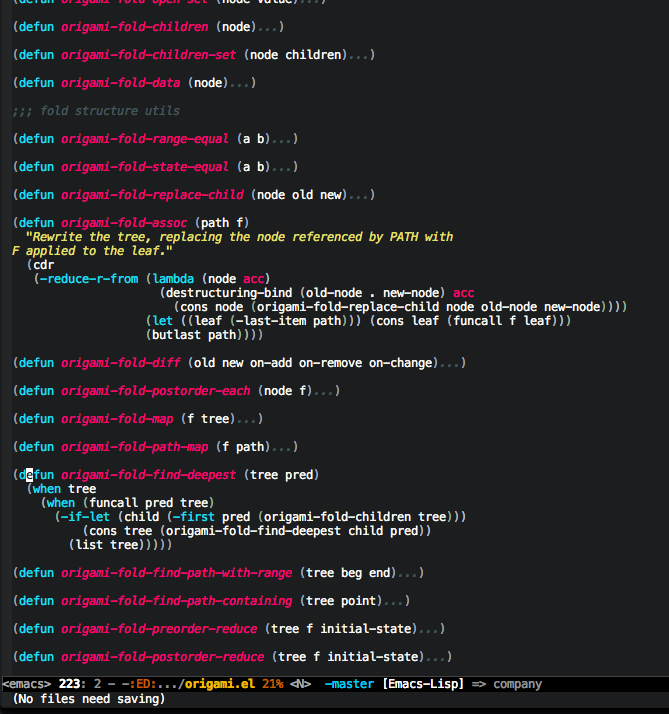 (defun origami-fold-open-set (node value)...)
(defun origami-fold-children (node)...)
(defun origami-fold-children-set (node children)...)
(defun origami-fold-data (node)...)
;;; fold structure utils
(defun origami-fold-range-equal (a b)...)
(defun origami-fold-state-equal (a b)...)
(defun origami-fold-replace-child (node old new)...)
(defun origami-fold-assoc (path f)
  "Rewrite the tree, replacing the node referenced by PATH with
F applied to the leaf."
  (cdr
   (-reduce-r-from (lambda (node acc)
                     (destructuring-bind (old-node . new-node) acc
                       (cons node (origami-fold-replace-child node old-node new-node))))
                   (let ((leaf (-last-item path))) (cons leaf (funcall f leaf)))
                   (butlast path))))
(defun origami-fold-diff (old new on-add on-remove on-change)...)
(defun origami-fold-postorder-each (node f)...)
(defun origami-fold-map (f tree)...)
(defun origami-fold-path-map (f path)...)
(defun origami-fold-find-deepest (tree pred)
  (when tree
    (when (funcall pred tree)
      (-if-let (child (-first pred (origami-fold-children tree)))
          (cons tree (origami-fold-find-deepest child pred))
        (list tree)))))
(defun origami-fold-find-path-with-range (tree beg end)...)
(defun origami-fold-find-path-containing (tree point)...)
(defun origami-fold-preorder-reduce (tree f initial-state)...)
(defun origami-fold-postorder-reduce (tree f initial-state)...)
<emacs> 223: 2 - -:ED:.../origami.el 21% <N>  -master [Emacs-Lisp] => company
(No files need saving)